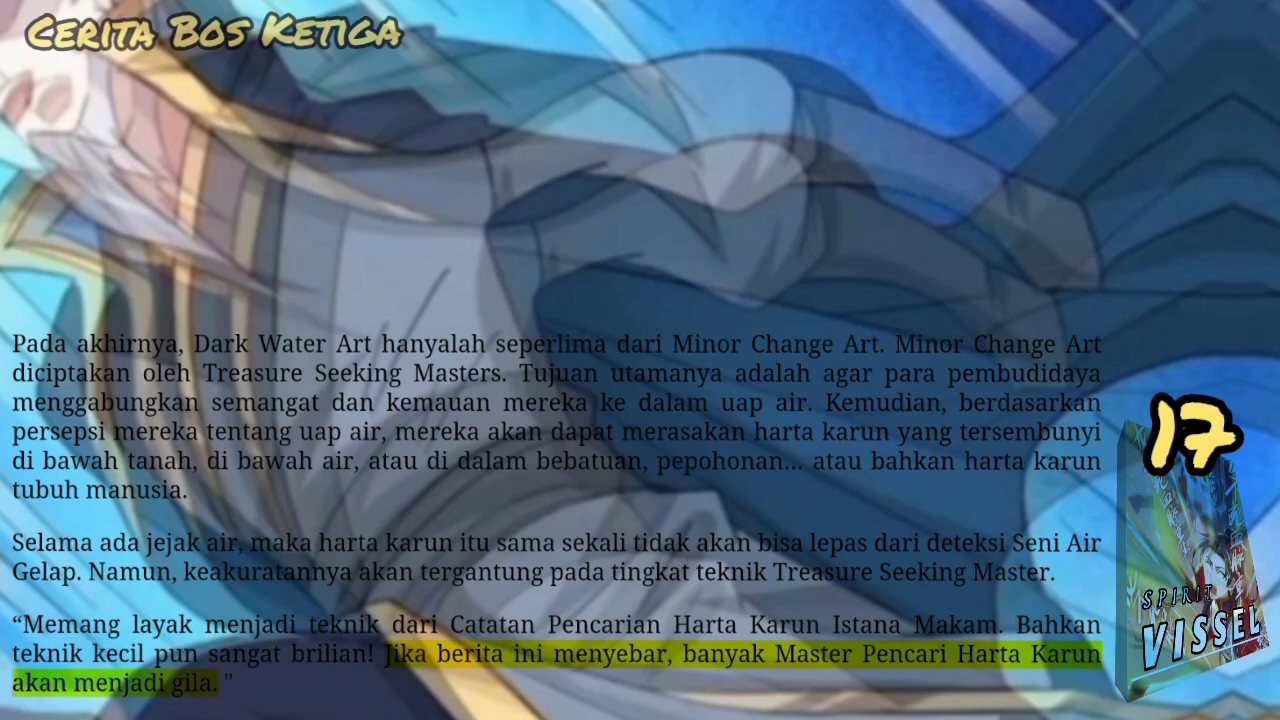 CERITA BOS KETIGA
Pada akhirnya, Dark Water Art hanyalah seperlima dari Minor Change Art. Minor Change Art
diciptakan oleh Treasure Seeking Masters. Tujuan utamanya adalah agar para pembudidaya
menggabungkan semangat dan kemauan mereka ke dalam uap air. Kemudian, berdasarkan
persepsi mereka tentang uap air, mereka akan dapat merasakan harta karun yang tersembunyi
di bawah tanah, di bawah air, atau di dalam bebatuan, pepohonan... atau bahkan harta karun
tubuh manusia.
Selama ada jejak air, maka harta karun itu sama sekali tidak akan bisa lepas dari deteksi Seni Air
Gelap. Namun, keakuratannya akan tergantung pada tingkat teknik Treasure Seeking Master.
“Memang layak menjadi teknik dari Catatan Pencarian Harta Karun Istana Makam. Bahkan
teknik kecil pun sangat brilian! Jika berita ini menyebar, banyak Master Pencari Harta Karun
akan menjadi gila. "
17
SPIRIT
VISSEL